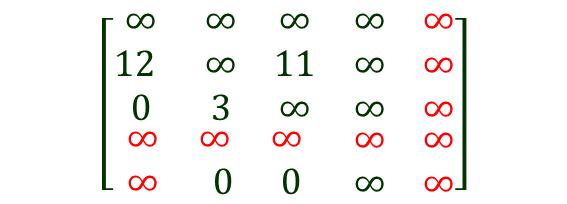 ∞ ∞ ∞ ∞ ∞
12 ∞ 11 ∞ ∞
0 3 ∞ ∞ ∞
∞ ∞ ∞ ∞ ∞
∞ 0 0 ∞ ∞